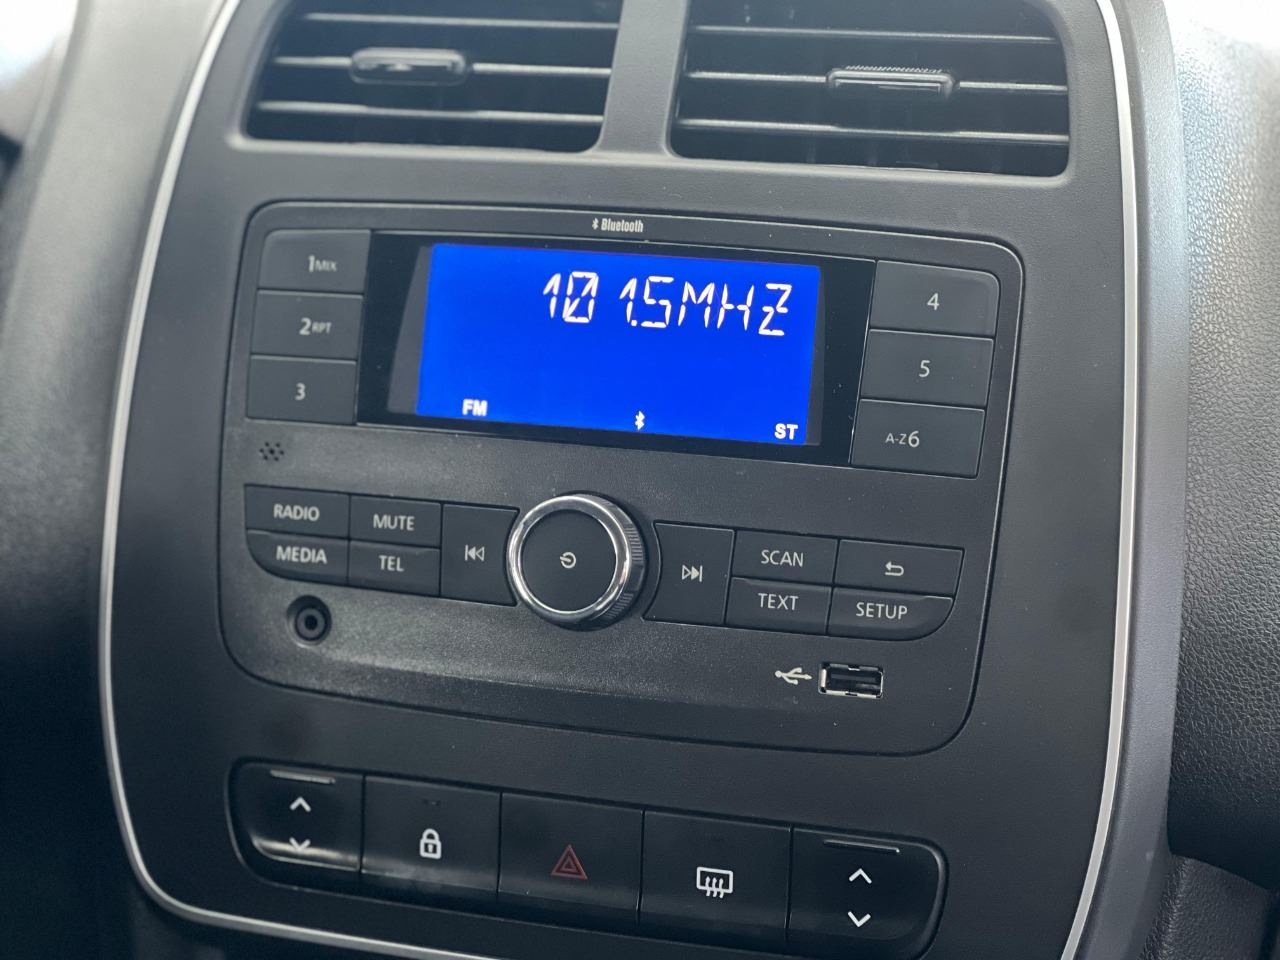 Bluetooth
1MIX
101.5MHZ
4
2RPT
5
3
FM
ST
A-Z6
RADIO
MUTE
SCAN
MEDIA
TEL
TEXT
SETUP